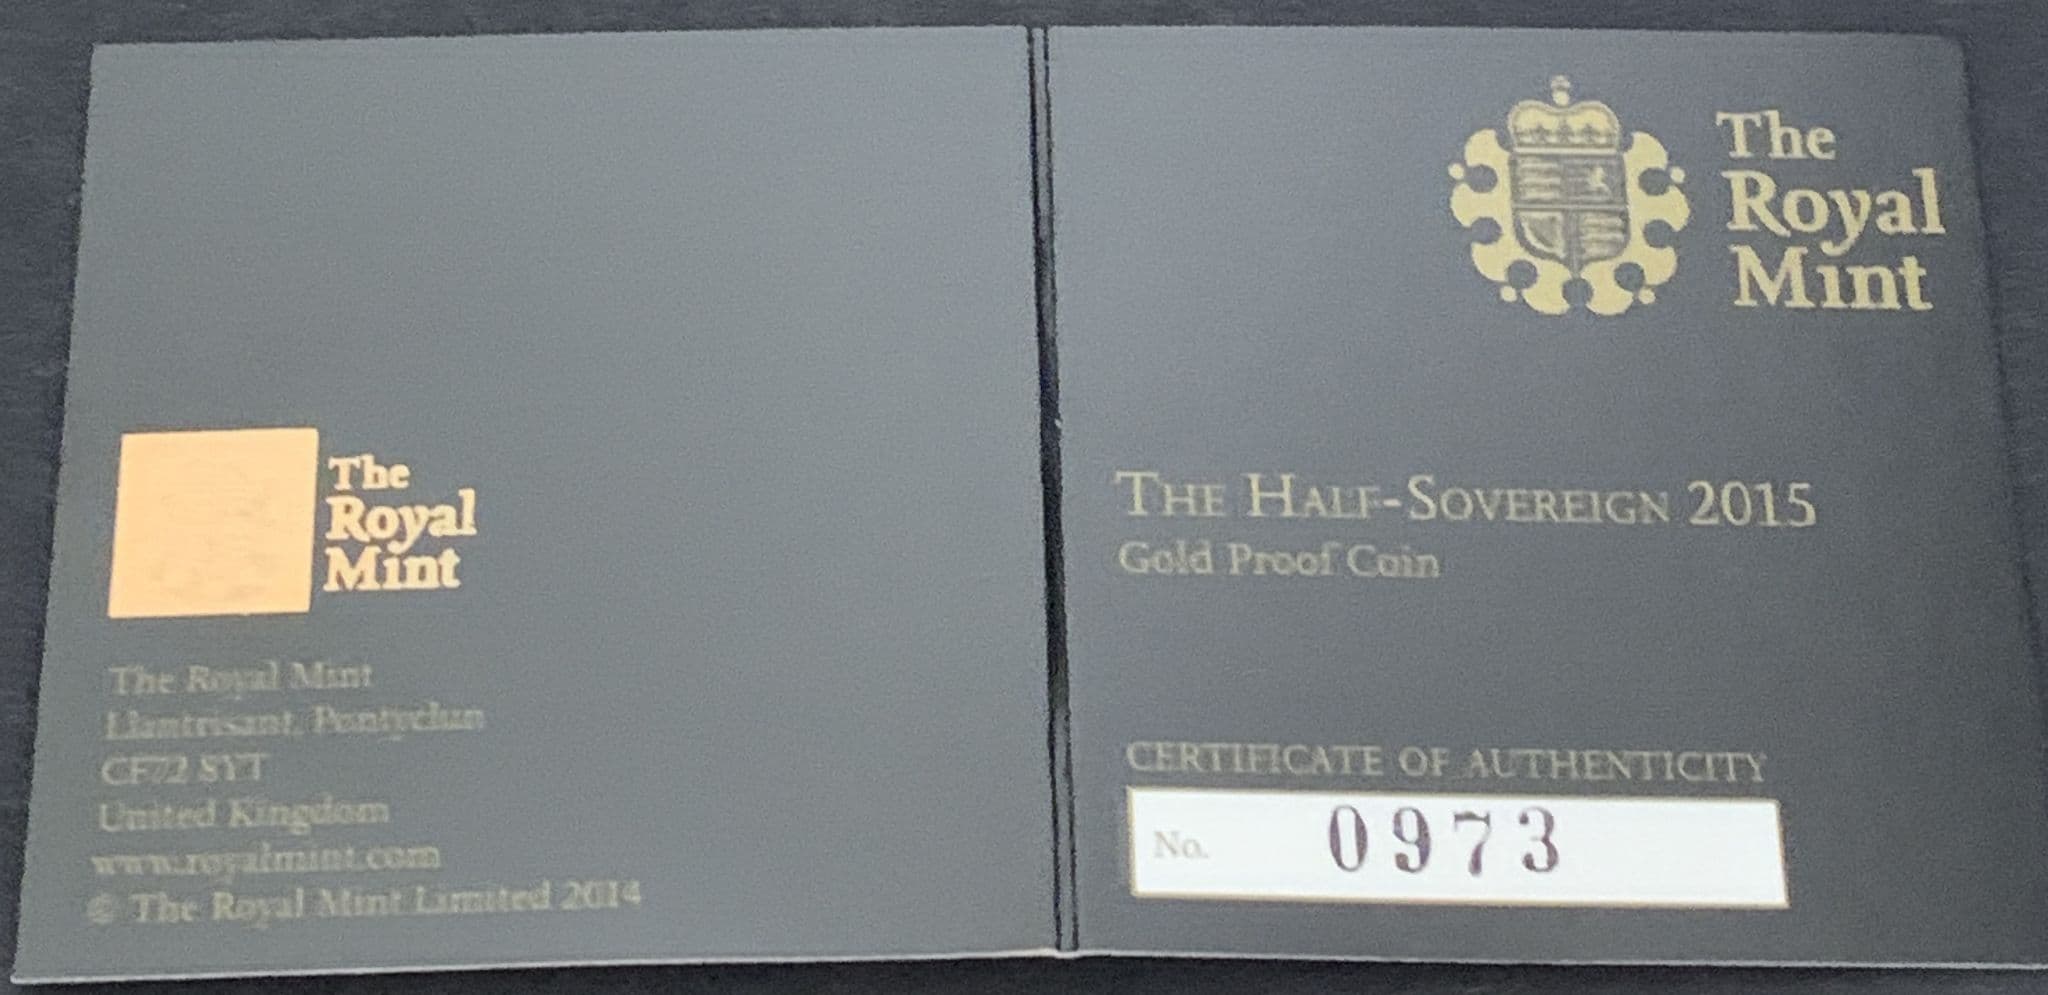 The
Royal
Mint
The Royal Mint
Llantrisant, Pontyclun
CF72 8YT
United Kingdom
www.royalmint.com
© The Royal Mint Limited 2014
The
Royal
Mint
THE HALF-SOVEREIGN 2015
Gold Proof Coin
CERTIFICATE OF AUTHENTICITY
No. 0973